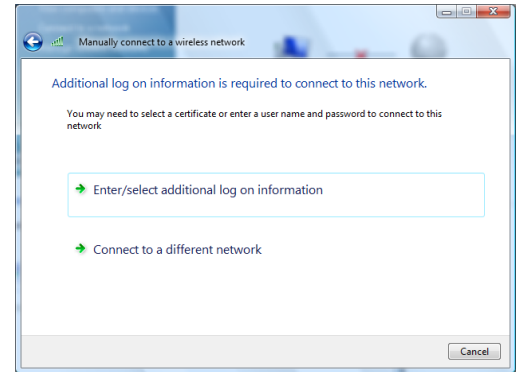 Manually connect to a wireless network
Additional log on information is required to connect to this network.
You may need to select a certificate or enter a user name and password to connect to this
network
Enter/select additional log on information
Connect to a different network
Cancel